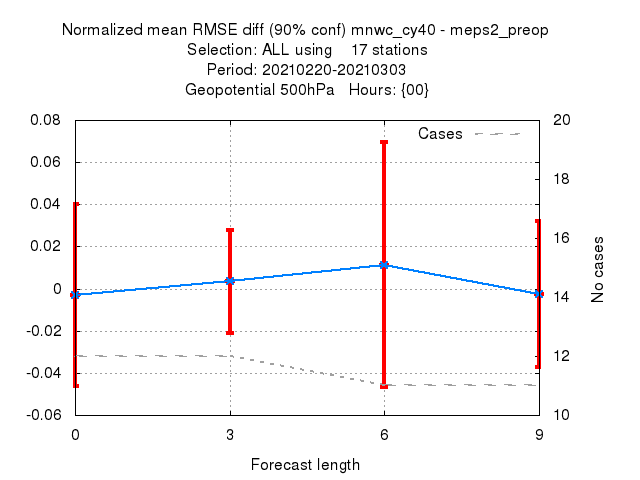 Normalized mean RMSE diff (90% conf) mnwc_cy40 - meps2_preop
Selection: ALL using    17 stations
Period: 20210220-20210303
Geopotential 500hPa   Hours: {00}
Cases
0.08
0.06
0.04
0.02
0
-0.02
-0.04
-0.06
20
18
16
14
12
10
No cases
0 3 6 9
Forecast length